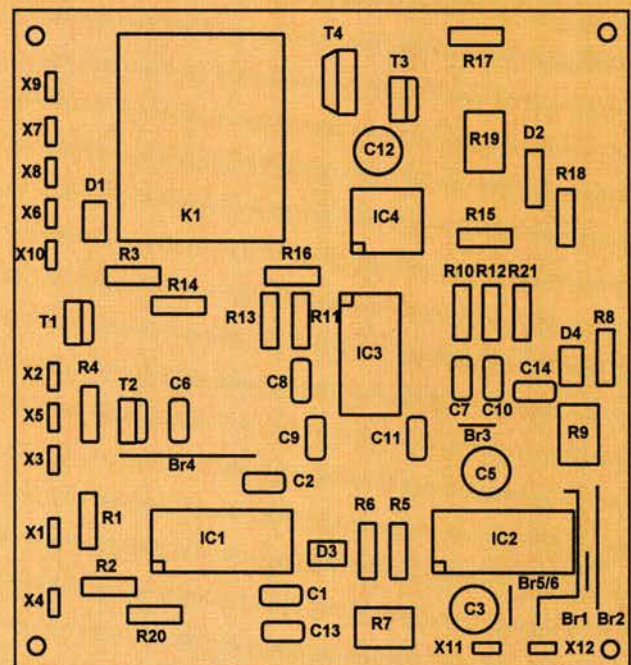 T4
T3
R17
X9
X7
C12
R19
D2
X8
R18
D1
X6
K1
IC4
R15
X10
R3
R16
R10 R12 R21
R14
R13
R11
T1
IC3
D4
R8
X2
R4
T2
C6
C8
C14
C7
C10
X5
C9
C11
Br3
R9
X3
Br4
C5
C2
R6
R5
X1
R1
IC1
IC2
D3
R2
Br5/6
X4
C1
C3
R20
C13
R7
Br1
Br2
X11
X12